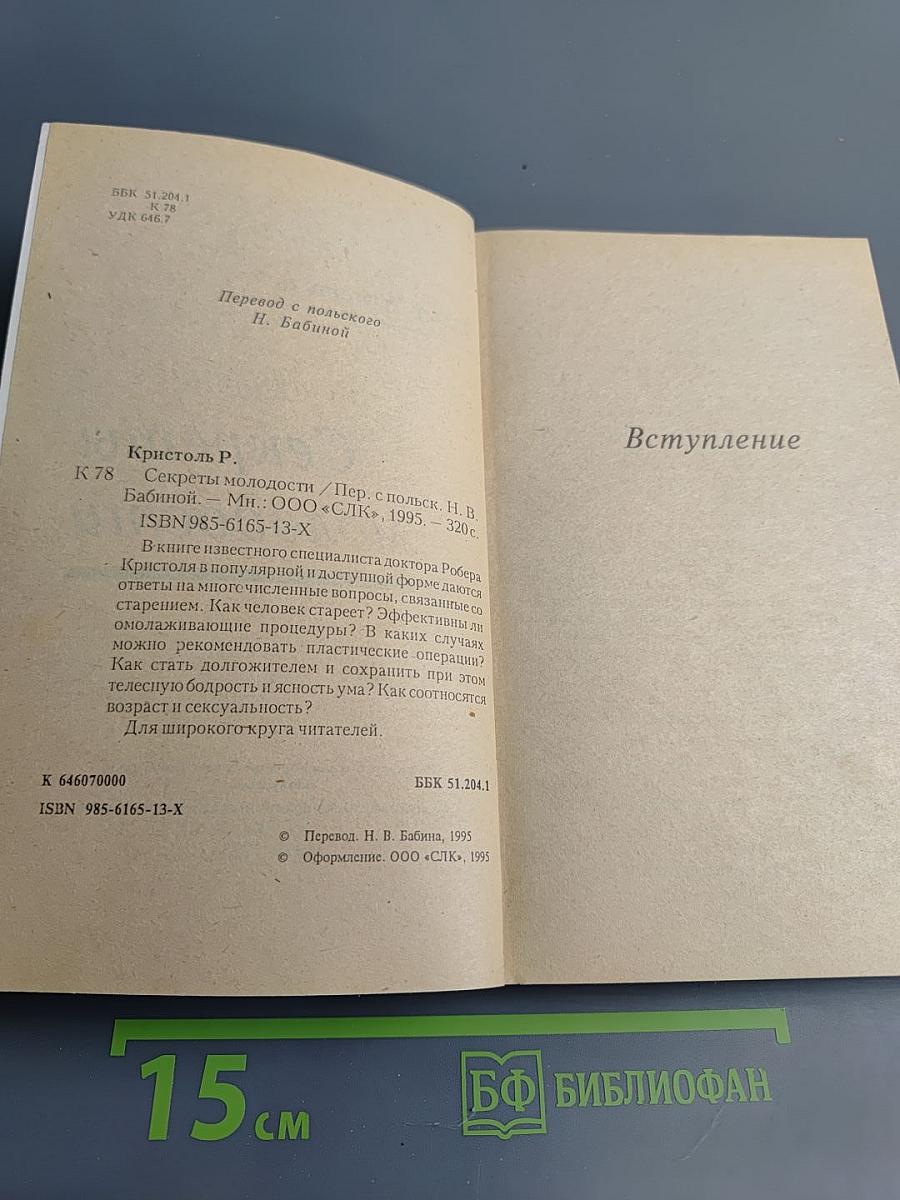 ББК 51.204.1
К 78
УДК 646.7
Перевод с польского
Н. Бабиной
Кристоль Р.
К 78 Секреты молодости / Пер. с польск. Н. В.
Бабиной. — Мн.: ООО «СЛК», 1995. — 320 с.
ISBN 985-6165-13-X
В книге известного специалиста доктора Робера
Кристоля в популярной и доступной форме даются
ответы на многочисленные вопросы, связанные со
старением. Как человек стареет? Эффективны ли
омолаживающие процедуры? В каких случаях
можно рекомендовать пластические операции?
Как стать долгожителем и сохранить при этом
телесную бодрость и ясность ума? Как соотносятся
возраст и сексуальность?
Для широкого круга читателей.
К 646070000 ББК 51.204.1
ISBN 985-6165-13-X
© Перевод. Н. В. Бабина, 1995
© Оформление. ООО «СЛК», 1995
Вступление
15 см
БФ БИБЛИОФАН